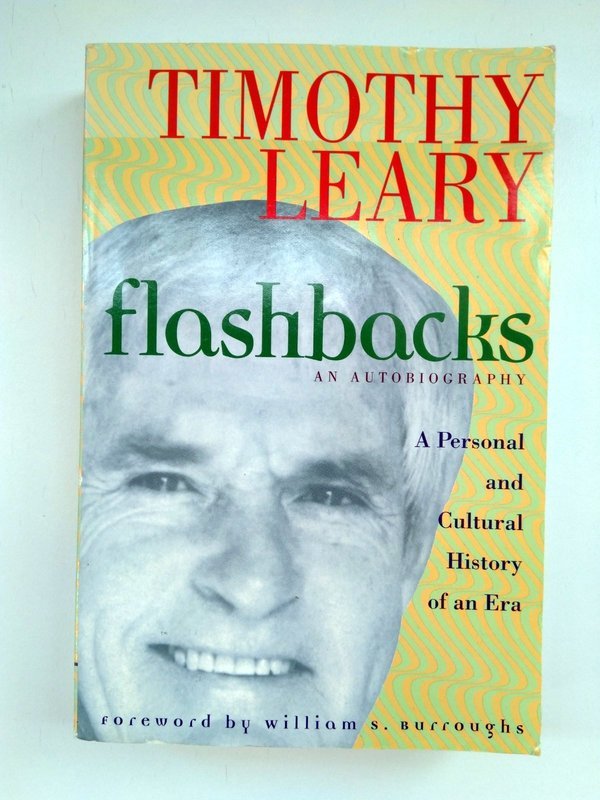 TIMOTHY
LEARY
flashbacks
AN AUTOBIOGRAPHY
A Personal
and
Cultural
History
of an Era
Foreword by William S. Burroughs